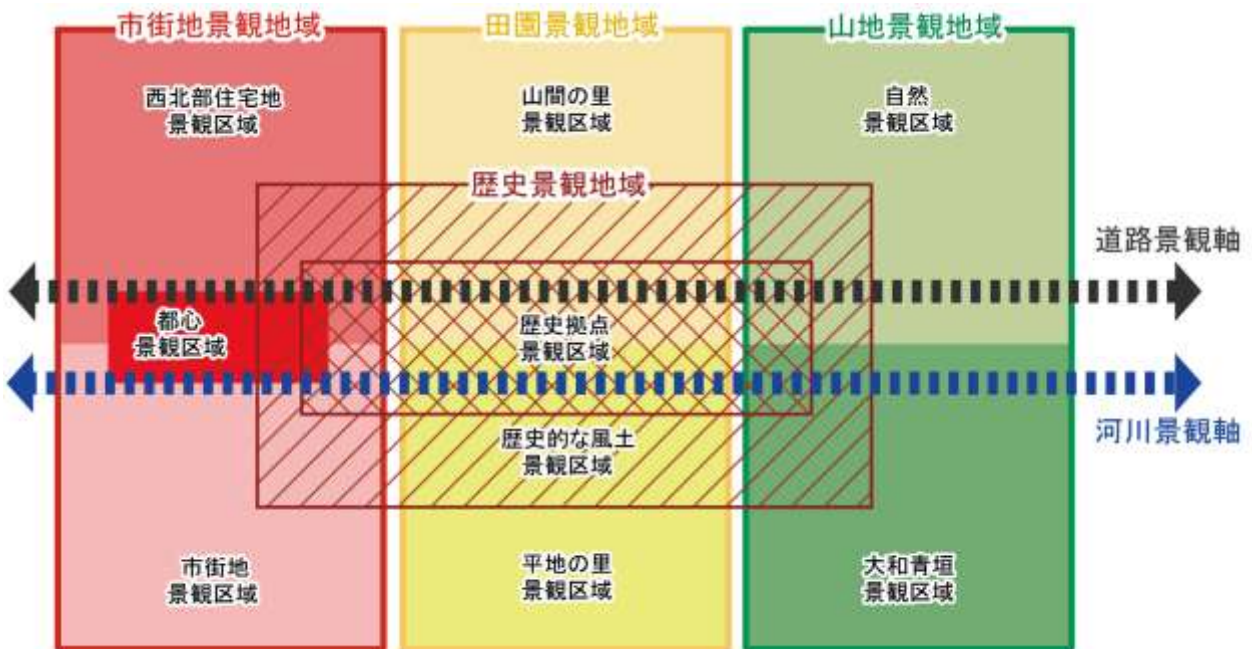 市街地景観地域
田園景観地域
山地景観地域
西北部住宅地
景観区域
山間の里
景観区域
自然
景観区域
歴史景観地域
道路景観軸
都心
景観区域
歴史拠点
景観区域
河川景観軸
歴史的な風土
景観区域
市街地
景観区域
平地の里
景観区域
大和青垣
景観区域